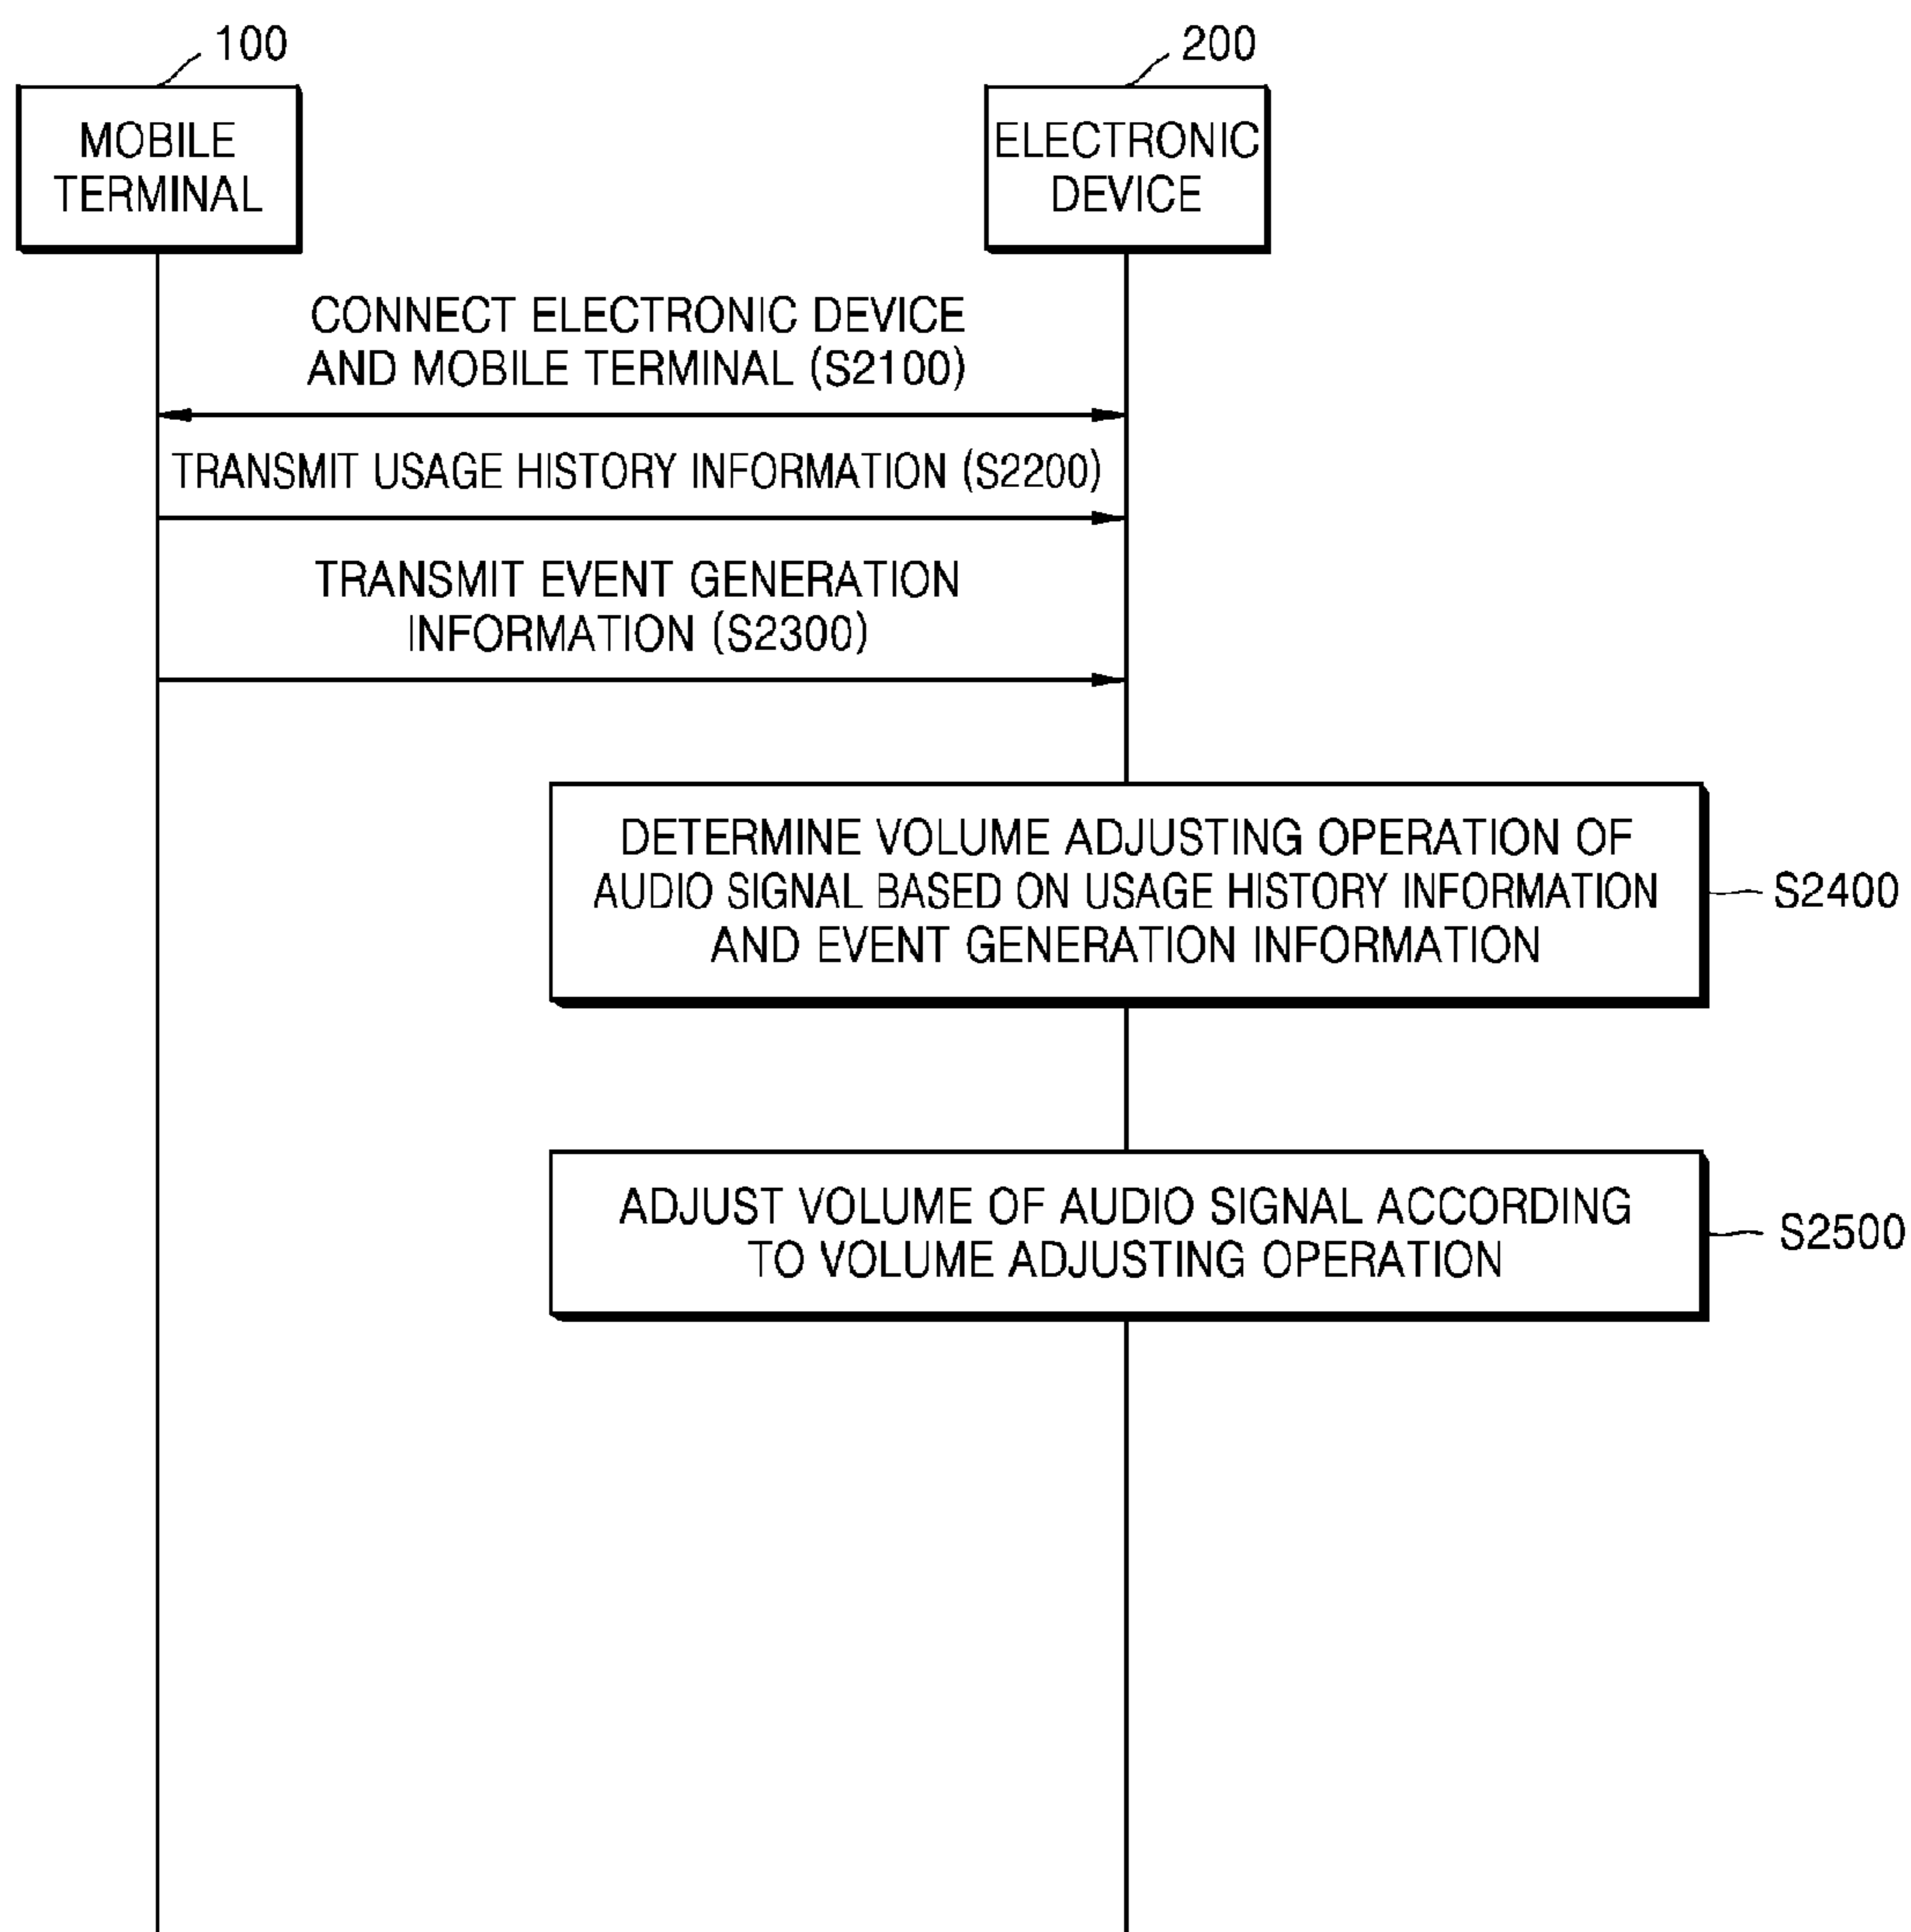 100
200
MOBILE
TERMINAL
ELECTRONIC
DEVICE
CONNECT ELECTRONIC DEVICE
AND MOBILE TERMINAL (S2100)
TRANSMIT USAGE HISTORY INFORMATION (S2200)
TRANSMIT EVENT GENERATION
INFORMATION (S2300)
DETERMINE VOLUME ADJUSTING OPERATION OF
AUDIO SIGNAL BASED ON USAGE HISTORY INFORMATION
AND EVENT GENERATION INFORMATION
S2400
ADJUST VOLUME OF AUDIO SIGNAL ACCORDING
TO VOLUME ADJUSTING OPERATION
S2500